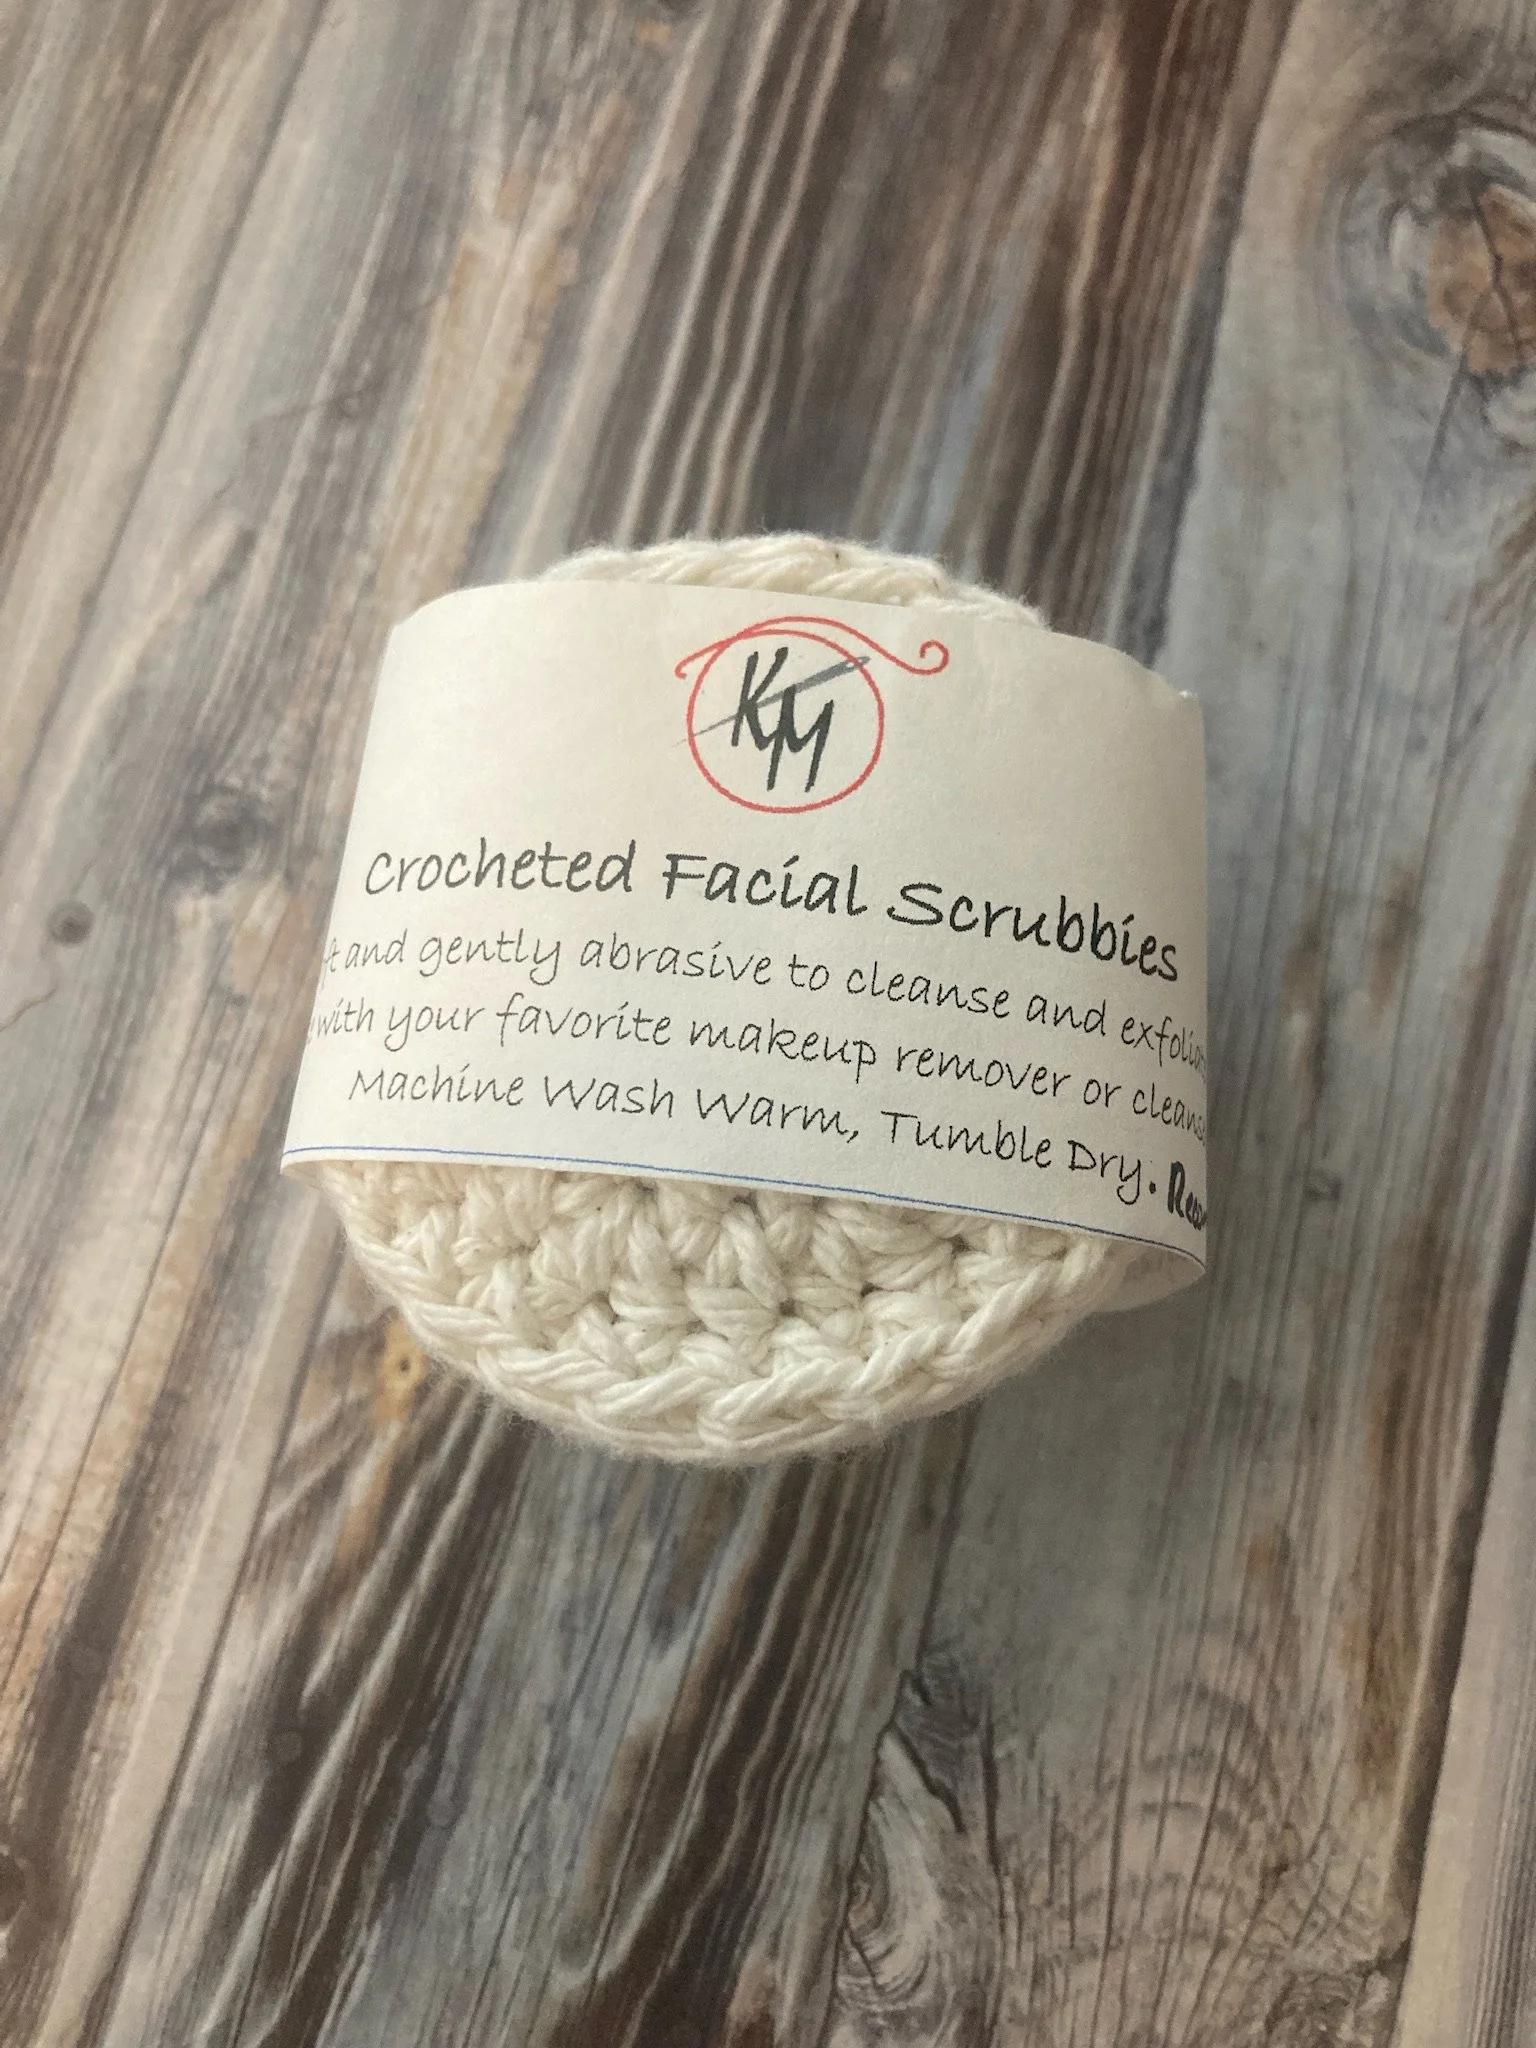 KM
Crocheted Facial Scrubbies
and gently abrasive to cleanse and
with your favorite makeup remover or
Machine Wash Warm, Tumble Dry.